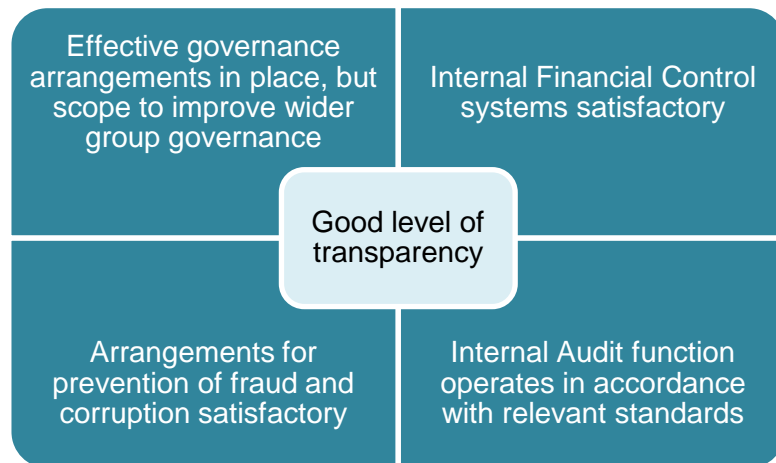 Effective governance
arrangements in place, but
scope to improve wider
group governance
Internal Financial Control
systems satisfactory
Good level of
transparency
Arrangements for
prevention of fraud and
corruption satisfactory
Internal Audit function
operates in accordance
with relevant standards